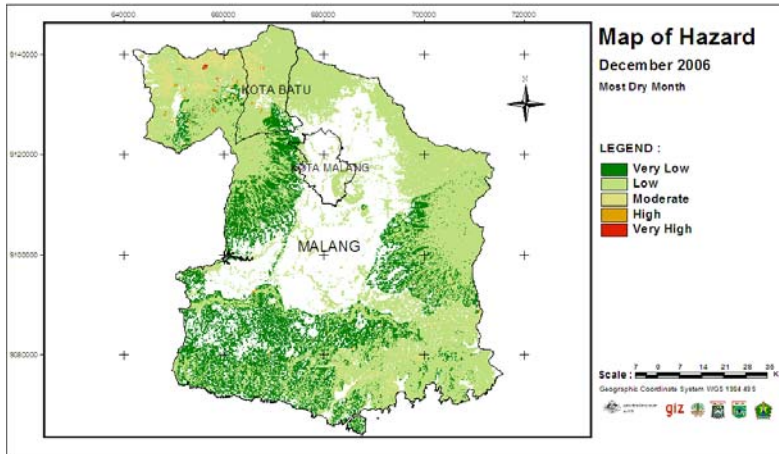 640000 660000 680000 700000 720000
Map of Hazard
December 2006
Most Dry Month
9140000
KOTA BATU
LEGEND :
Very Low
Low
Moderate
High
Very High
9120000
KOTA MALANG
MALANG
9100000
9080000
Scale : 7 0 7 14 21 28 35 K
Geographic Coordinate System WGS 1984 49S
giz